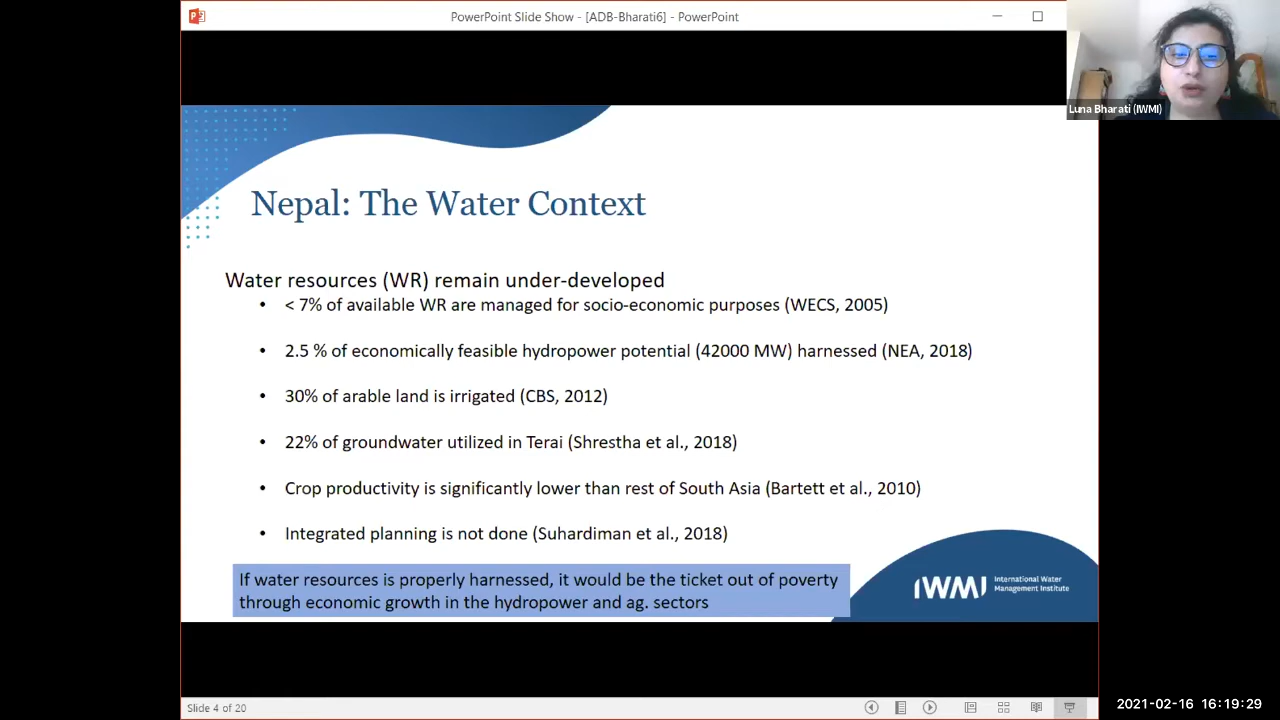 PowerPoint Slide Show - [ADB-Bharati6] - PowerPoint
Luna Bharati (IWMI)
Nepal: The Water Context
Water resources (WR) remain under-developed
• < 7% of available WR are managed for socio-economic purposes (WECS, 2005)
• 2.5 % of economically feasible hydropower potential (42000 MW) harnessed (NEA, 2018)
• 30% of arable land is irrigated (CBS, 2012)
• 22% of groundwater utilized in Terai (Shrestha et al., 2018)
• Crop productivity is significantly lower than rest of South Asia (Bartett et al., 2010)
• Integrated planning is not done (Suhardiman et al., 2018)
If water resources is properly harnessed, it would be the ticket out of poverty
through economic growth in the hydropower and ag. sectors
IWMI
International Water
Management Institute
Slide 4 of 20
2021-02-16 16:19:29